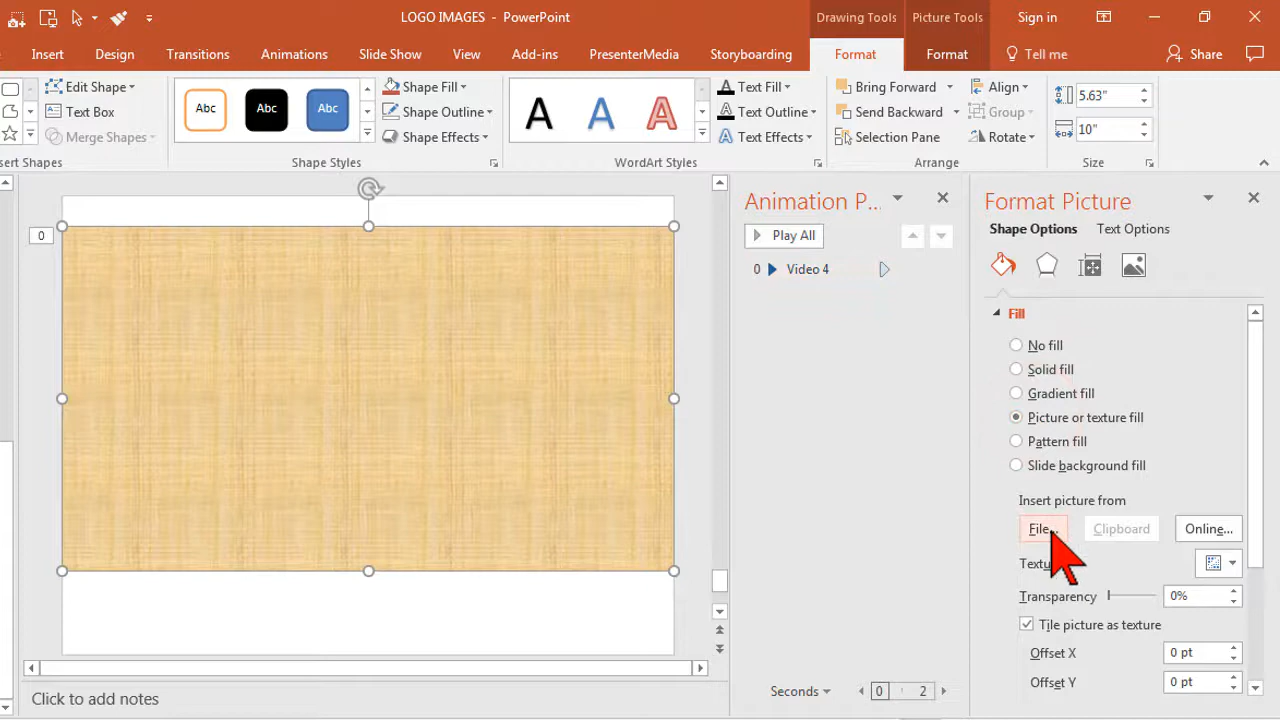 LOGO IMAGES - PowerPoint
Drawing Tools
Picture Tools
Sign in
Insert Design Transitions Animations Slide Show View Add-ins PresenterMedia Storyboarding Format Format Tell me Share
Edit Shape
Text Box
Merge Shapes
Abc Abc Abc
Shape Fill
Shape Outline
Shape Effects
A A A
Text Fill
Text Outline
Text Effects
Bring Forward
Send Backward
Selection Pane
Align
Group
Rotate
5.63"
10"
nsert Shapes
Shape Styles
WordArt Styles
Arrange
Size
0
Animation P...
Play All
0 Video 4
Seconds 0 2
Format Picture
Shape Options Text Options
Fill
No fill
Solid fill
Gradient fill
Picture or texture fill
Pattern fill
Slide background fill
Insert picture from
File... Clipboard Online...
Textu
Transparency 0%
Tile picture as texture
Offset X 0 pt
Offset Y 0 pt
Click to add notes